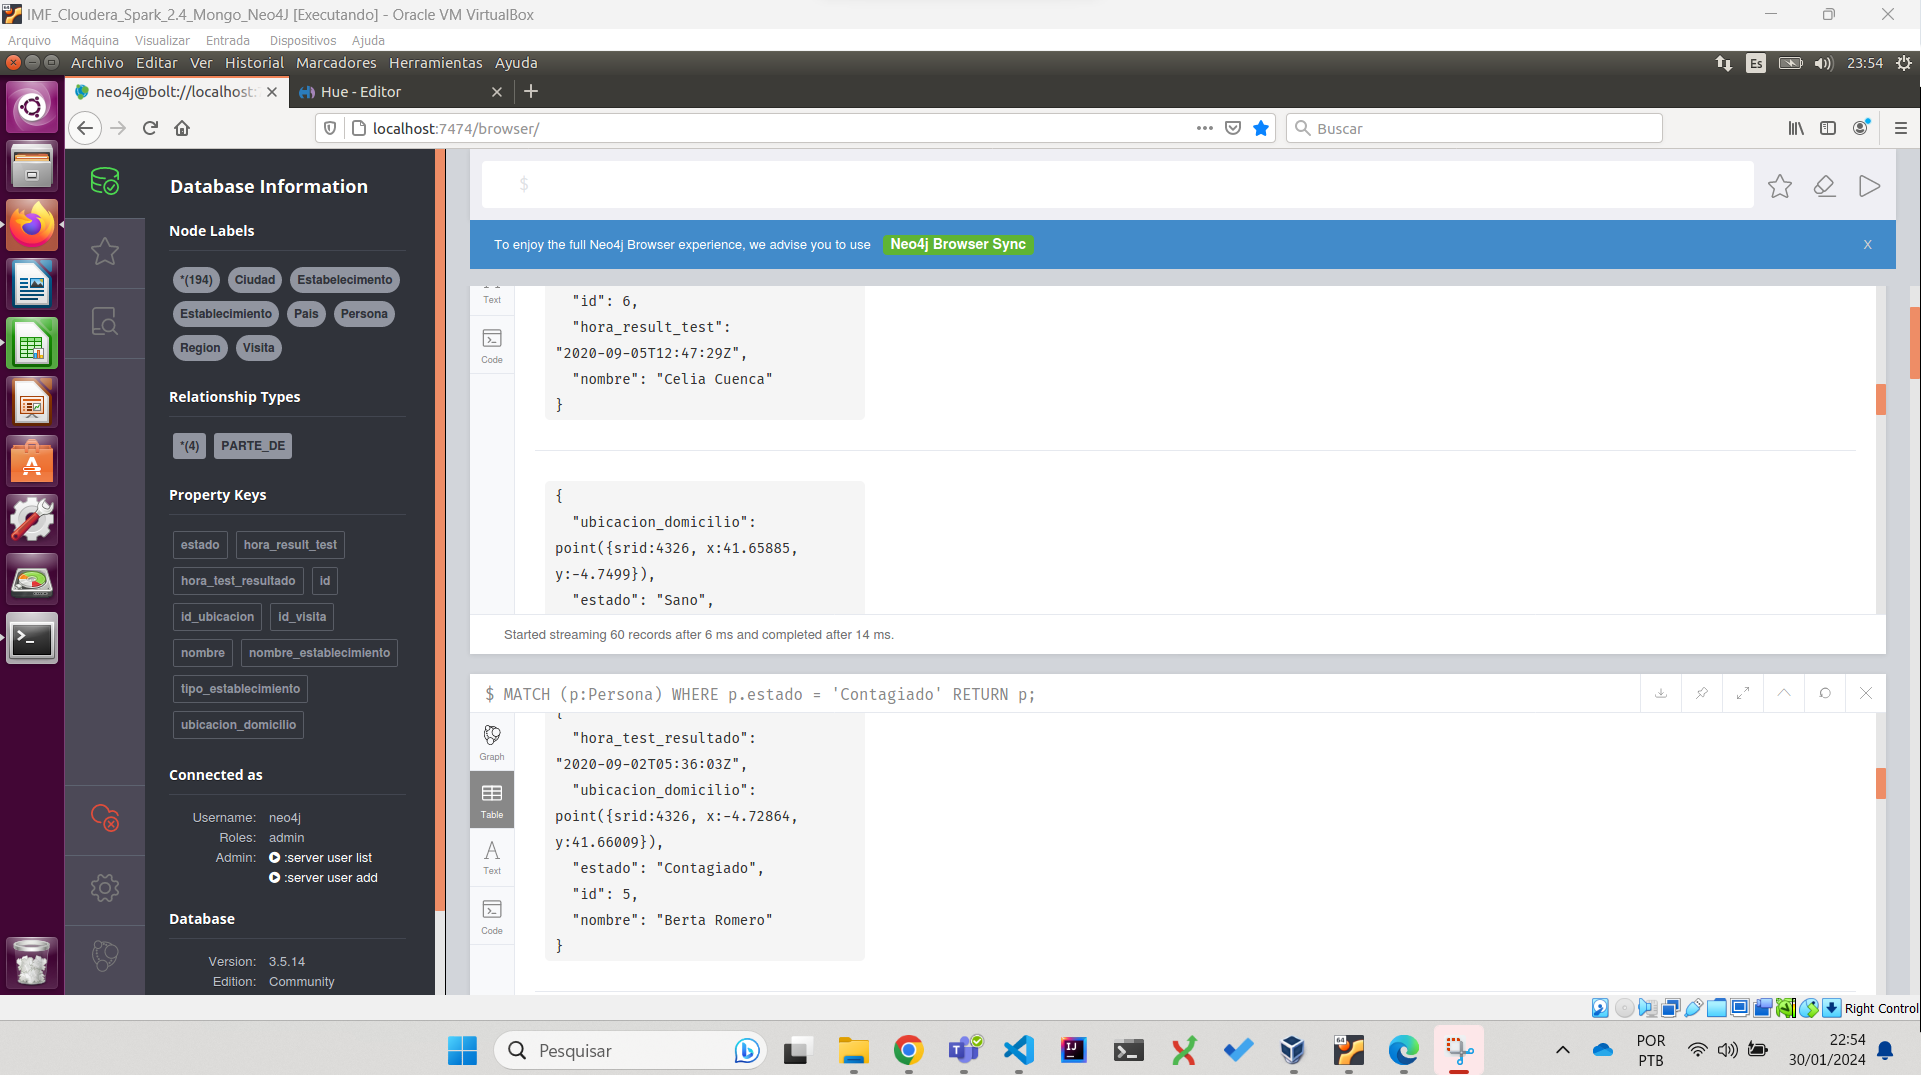 IMF_Cloudera_Spark_2.4_Mongo_Neo4J [Executando] - Oracle VM VirtualBox
Arquivo Máquina Visualizar Entrada Dispositivos Ajuda
Archivo Editar Ver Historial Marcadores Herramientas Ayuda
Es 23:54
neo4j@bolt://localhost:
Hue - Editor
localhost:7474/browser/
Buscar
Database Information
Node Labels
*(194) Ciudad Estabelecimento
Establecimiento Pais Persona
Region Visita
Relationship Types
*(4) PARTE_DE
Property Keys
estado hora_result_test
hora_test_resultado id
id_ubicacion id_visita
nombre nombre_establecimiento
tipo_establecimiento
ubicacion_domicilio
Connected as
Username: neo4j
Roles: admin
Admin: :server user list
:server user add
Database
Version: 3.5.14
Edition: Community
$
To enjoy the full Neo4j Browser experience, we advise you to use Neo4j Browser Sync x
Text
Code
"id": 6,
"hora_result_test":
"2020-09-05T12:47:29Z",
"nombre": "Celia Cuenca"
}
{
"ubicacion_domicilio":
point({srid:4326, x:41.65885,
y:-4.7499}),
"estado": "Sano",
Started streaming 60 records after 6 ms and completed after 14 ms.
$ MATCH (p:Persona) WHERE p.estado = 'Contagiado' RETURN p;
Graph
Table
Text
Code
{
"hora_test_resultado":
"2020-09-02T05:36:03Z",
"ubicacion_domicilio":
point({srid:4326, x:-4.72864,
y:41.66009}),
"estado": "Contagiado",
"id": 5,
"nombre": "Berta Romero"
}
Right Control
Pesquisar
POR
PTB
22:54
30/01/2024